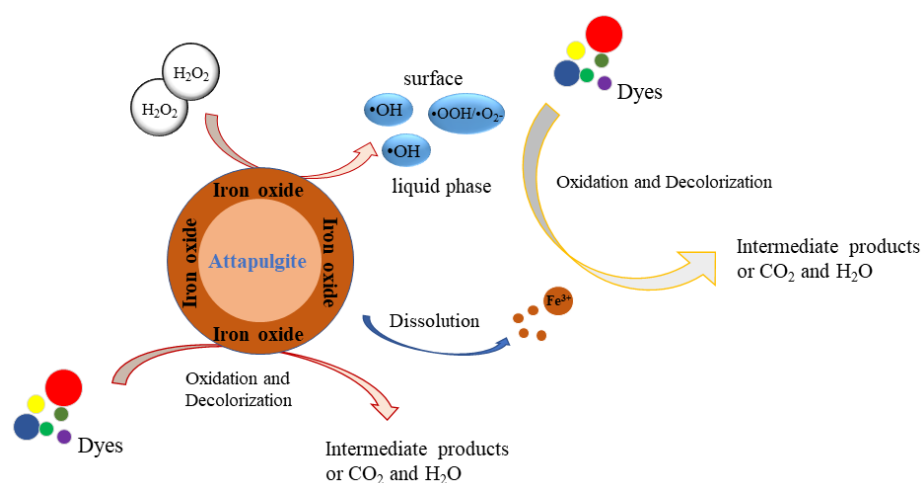 H₂O₂
H₂O₂
surface
•OH
•OOH/•O₂-
•OH
liquid phase
Dyes
Oxidation and Decolorization
Intermediate products
or CO₂ and H₂O
Iron oxide
Iron oxide
Attapulgite
Iron oxide
Iron oxide
Dissolution
Fe³⁺
Oxidation and
Decolorization
Dyes
Intermediate products
or CO₂ and H₂O